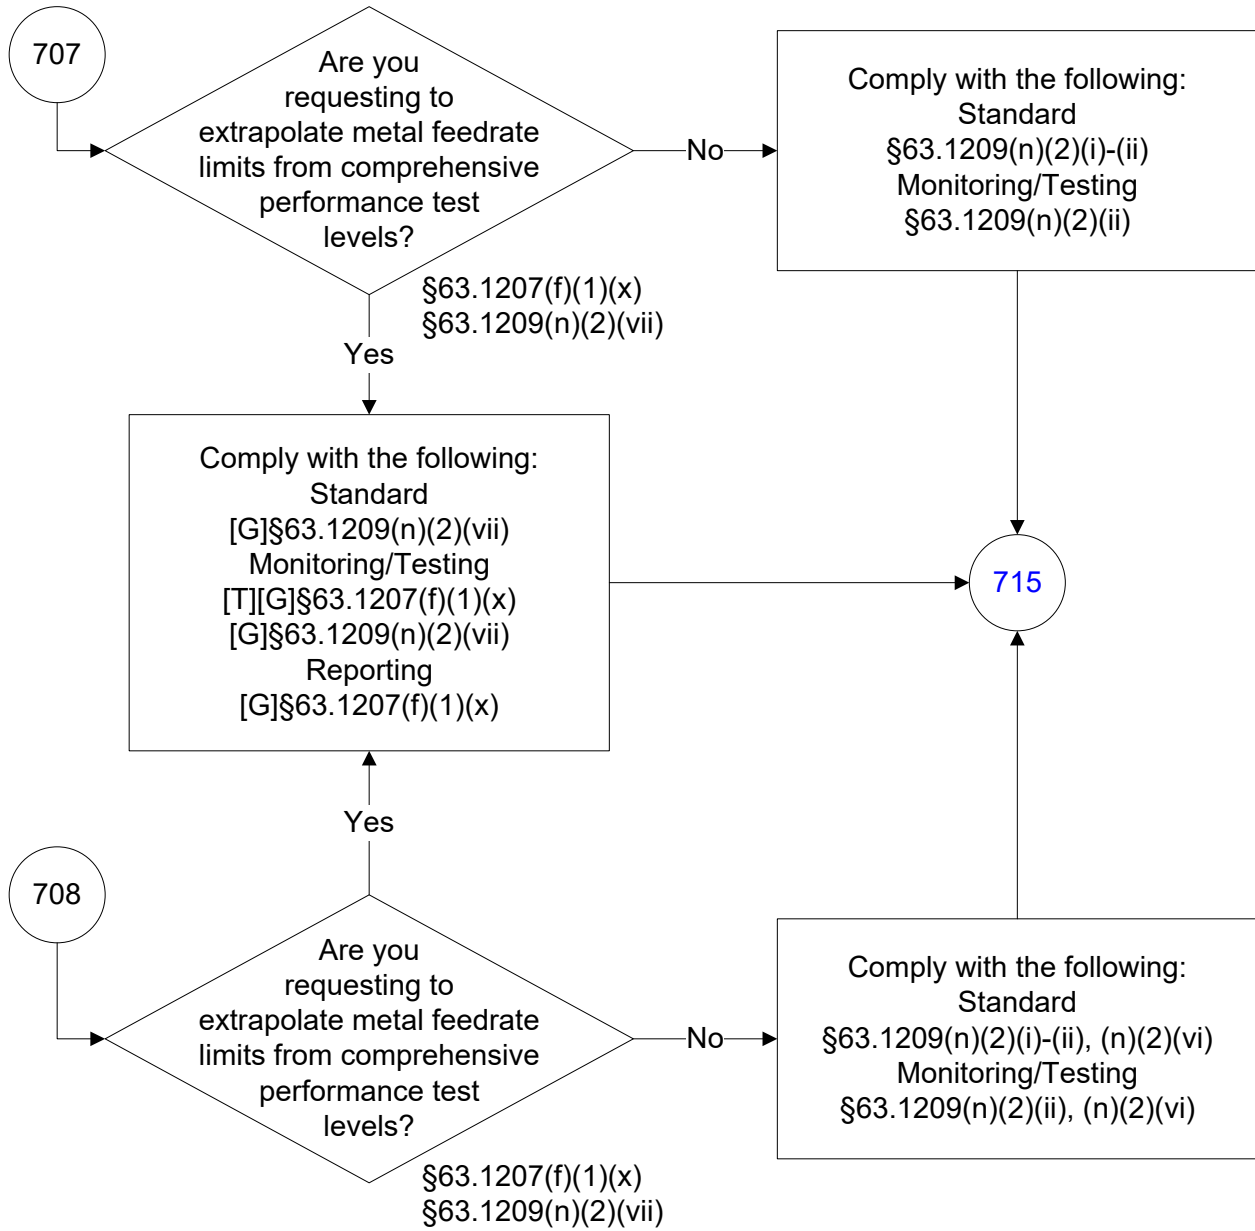 707
Are you
requesting to
extrapolate metal feedrate
limits from comprehensive
performance test
levels?
No
Comply with the following:
Standard
§63.1209(n)(2)(i)-(ii)
Monitoring/Testing
§63.1209(n)(2)(ii)
§63.1207(f)(1)(x)
§63.1209(n)(2)(vii)
Yes
Comply with the following:
Standard
[G]§63.1209(n)(2)(vii)
Monitoring/Testing
[T][G]§63.1207(f)(1)(x)
[G]§63.1209(n)(2)(vii)
Reporting
[G]§63.1207(f)(1)(x)
715
Yes
708
Are you
requesting to
extrapolate metal feedrate
limits from comprehensive
performance test
levels?
No
Comply with the following:
Standard
§63.1209(n)(2)(i)-(ii), (n)(2)(vi)
Monitoring/Testing
§63.1209(n)(2)(ii), (n)(2)(vi)
§63.1207(f)(1)(x)
§63.1209(n)(2)(vii)